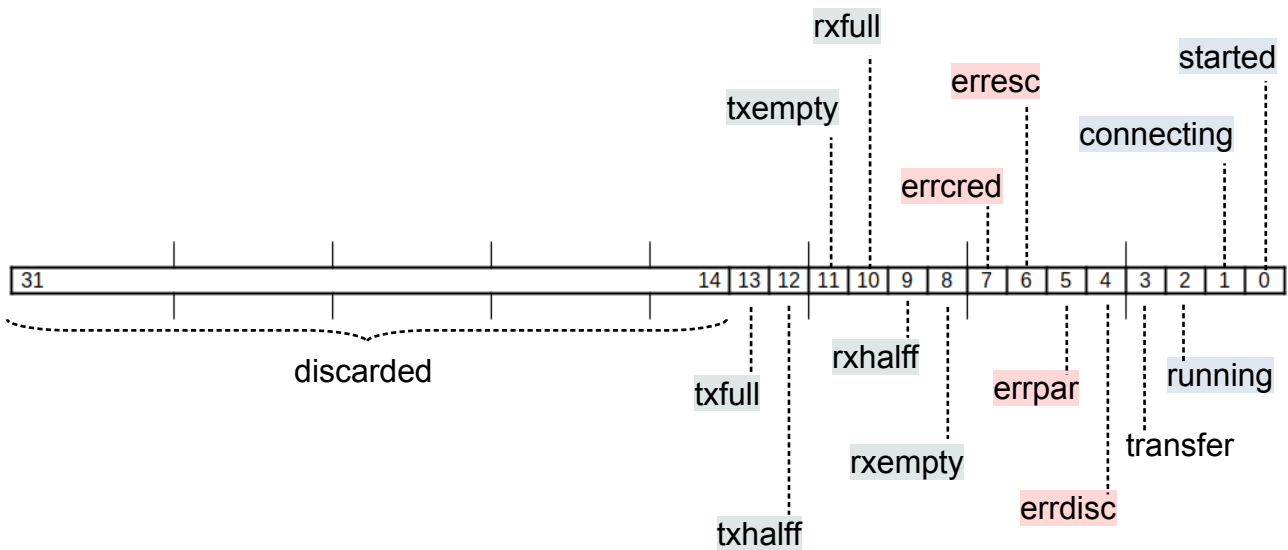 rxfull
started
erresc
txempty
connecting
errcred
31 14 13 12 11 10 9 8 7 6 5 4 3 2 1 0
discarded
rxhalff
running
txfull
errpar
transfer
rxempty
errdisc
txhalff